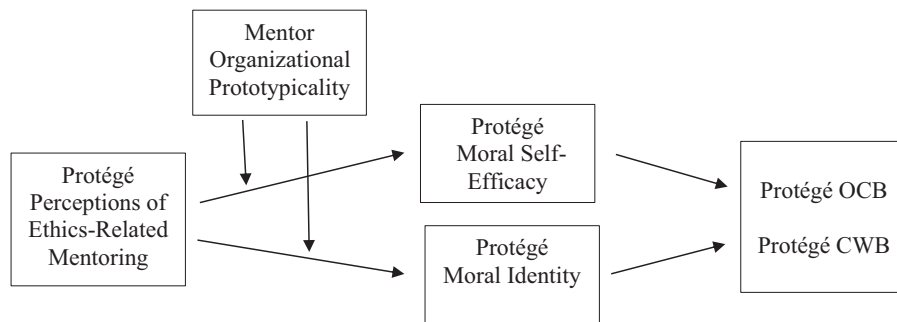 Mentor
Organizational
Prototypicality
Protégé
Moral Self-
Efficacy
Protégé
Perceptions of
Ethics-Related
Mentoring
Protégé OCB
Protégé CWB
Protégé
Moral Identity